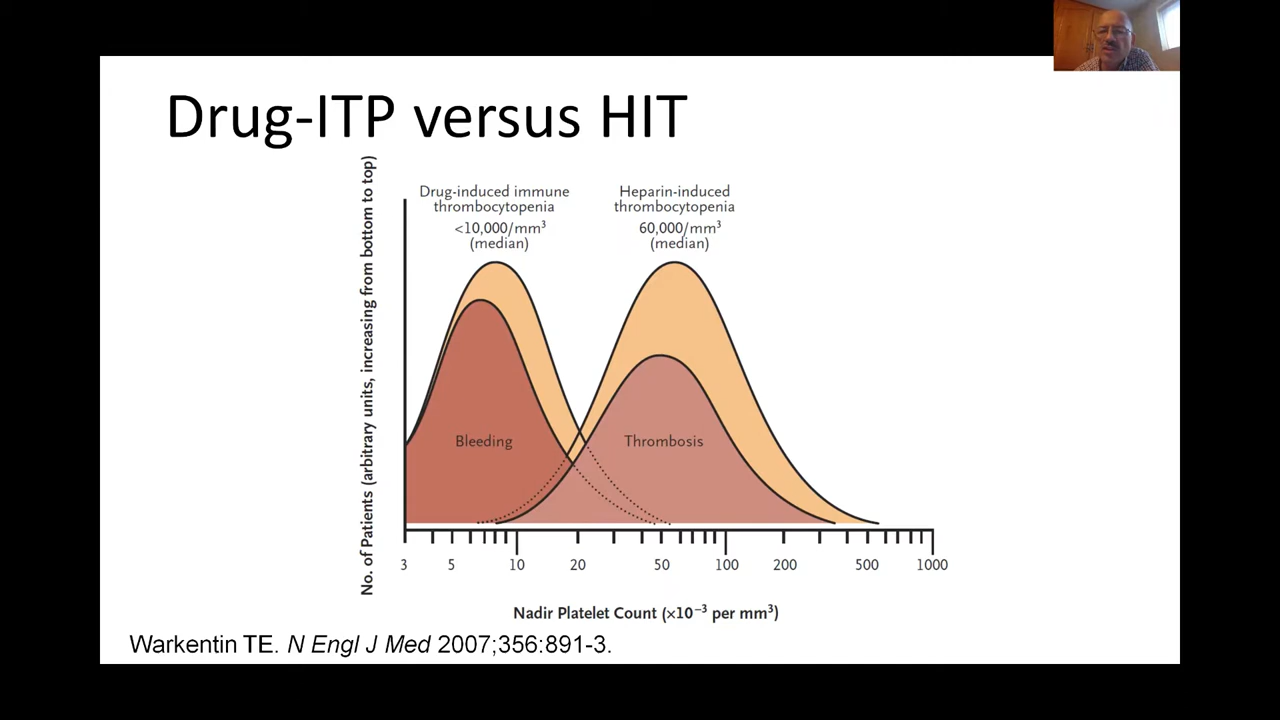 Drug-ITP versus HIT
No. of Patients (arbitrary units, increasing from bottom to top)
Drug-induced immune
thrombocytopenia
<10,000/mm³
(median)
Heparin-induced
thrombocytopenia
60,000/mm³
(median)
Bleeding
Thrombosis
3 5 10 20 50 100 200 500 1000
Nadir Platelet Count (×10⁻³ per mm³)
Warkentin TE. N Engl J Med 2007;356:891-3.